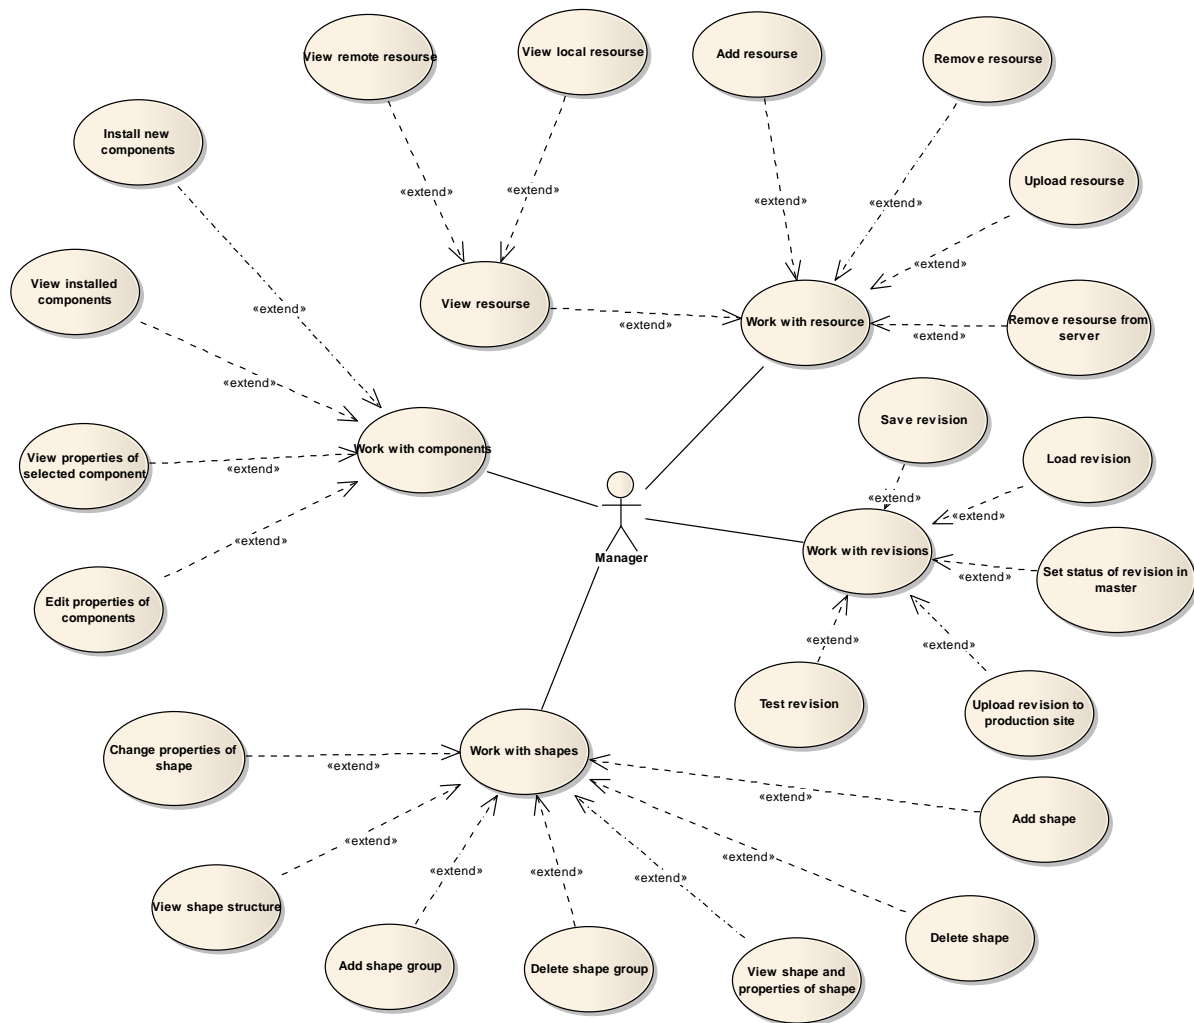 View remote resourse
View local resourse
Add resourse
Remove resourse
Install new
components
Upload resourse
«extend»
«extend»
«extend»
«extend»
«extend»
View installed
components
View resourse
«extend»
«extend»
Work with resource
Remove resourse from
server
«extend»
«extend»
Save revision
Work with components
View properties of
selected component
«extend»
Load revision
«extend»
«extend»
Manager
Work with revisions
«extend»
Set status of revision in
master
«extend»
Edit properties of
components
«extend»
«extend»
Test revision
Upload revision to
production site
Change properties of
shape
«extend»
Work with shapes
«extend»
Add shape
«extend»
«extend»
«extend»
«extend»
«extend»
View shape structure
Add shape group
Delete shape group
View shape and
properties of shape
Delete shape